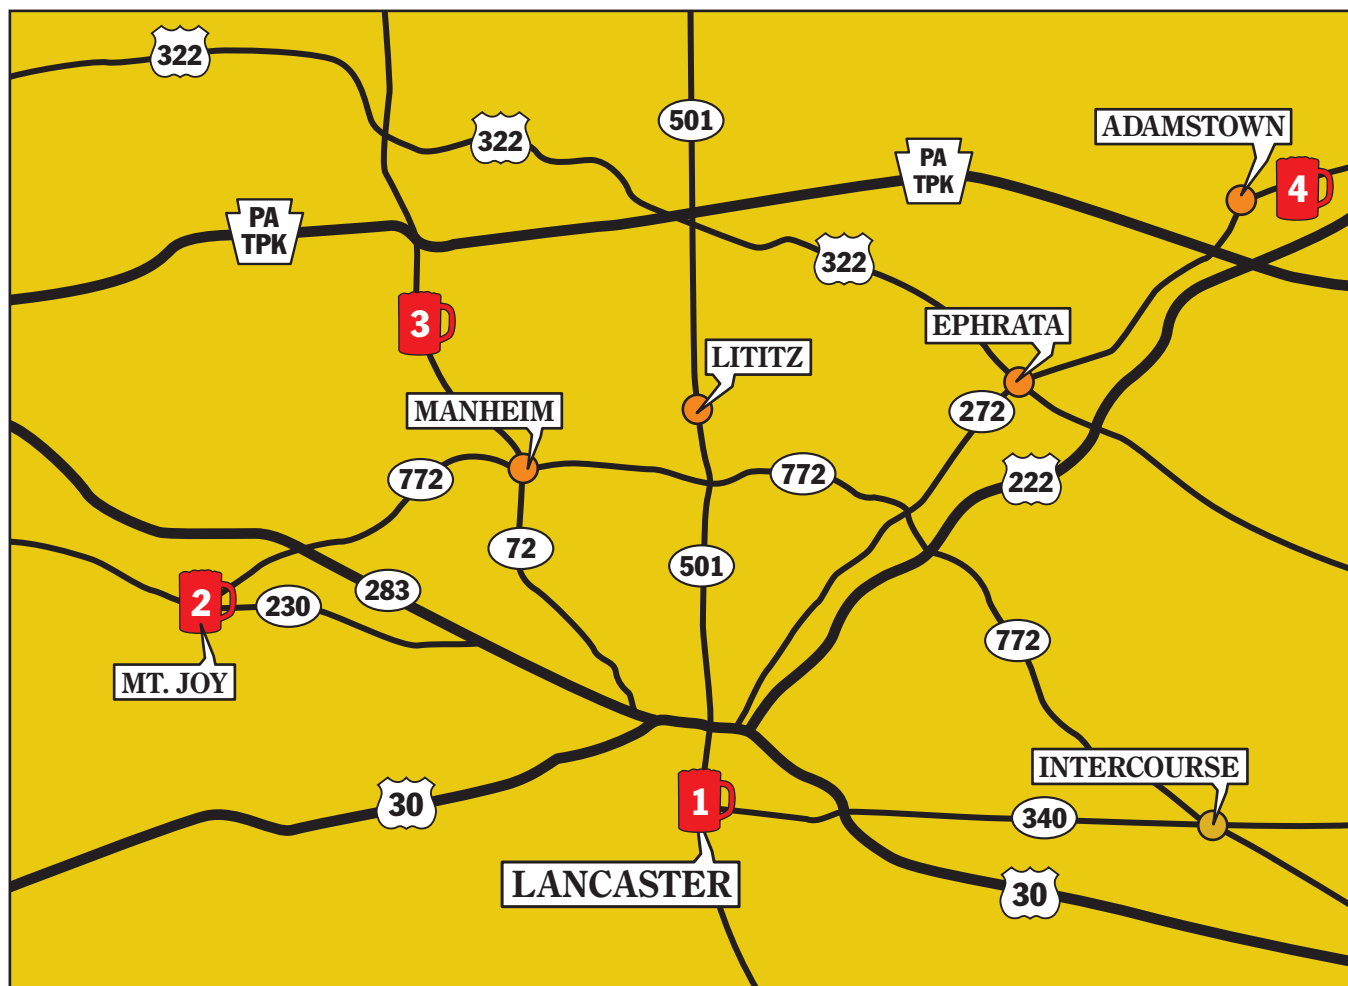 322
322
501
ADAMSTOWN
4
PA
TPK
PA
TPK
322
3
EPHRATA
LITITZ
MANHEIM
272
772
772
222
72
501
283
2
230
772
MT. JOY
INTERCOURSE
30
1
340
LANCASTER
30